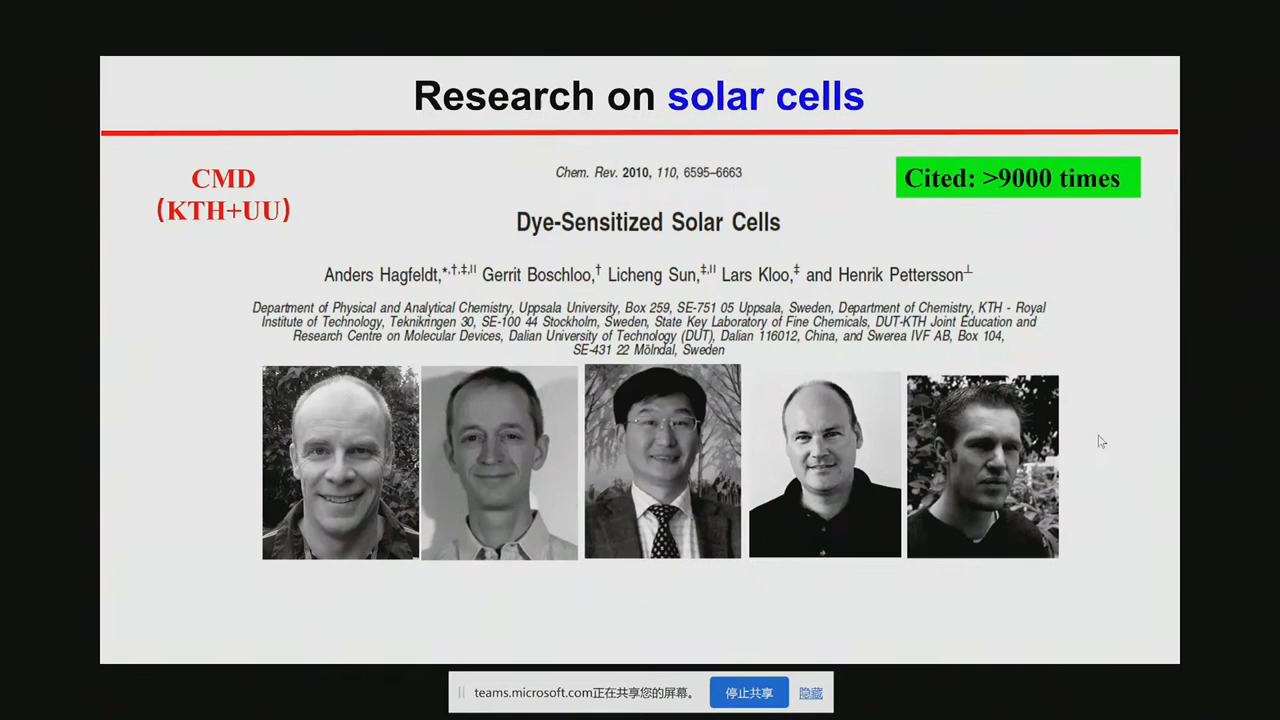 Research on solar cells
CMD
(KTH+UU)
Chem. Rev. 2010, 110, 6595–6663
Cited: >9000 times
Dye-Sensitized Solar Cells
Anders Hagfeldt,*,†,‡,|| Gerrit Boschloo,† Licheng Sun,‡,|| Lars Kloo,‡ and Henrik Pettersson⊥
Department of Physical and Analytical Chemistry, Uppsala University, Box 259, SE-751 05 Uppsala, Sweden, Department of Chemistry, KTH - Royal
Institute of Technology, Teknikringen 30, SE-100 44 Stockholm, Sweden, State Key Laboratory of Fine Chemicals, DUT-KTH Joint Education and
Research Centre on Molecular Devices, Dalian University of Technology (DUT), Dalian 116012, China, and Swerea IVF AB, Box 104,
SE-431 22 Mölndal, Sweden
teams.microsoft.com正在共享您的屏幕。 停止共享 隐藏